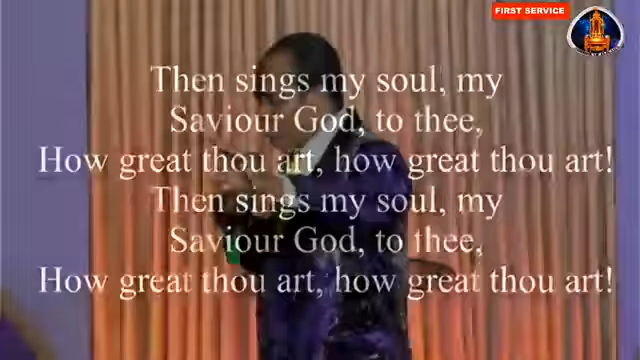 FIRST SERVICE
Then sings my soul, my
Saviour God, to thee,
How great thou art, how great thou art!
Then sings my soul, my
Saviour God, to thee,
How great thou art, how great thou art!